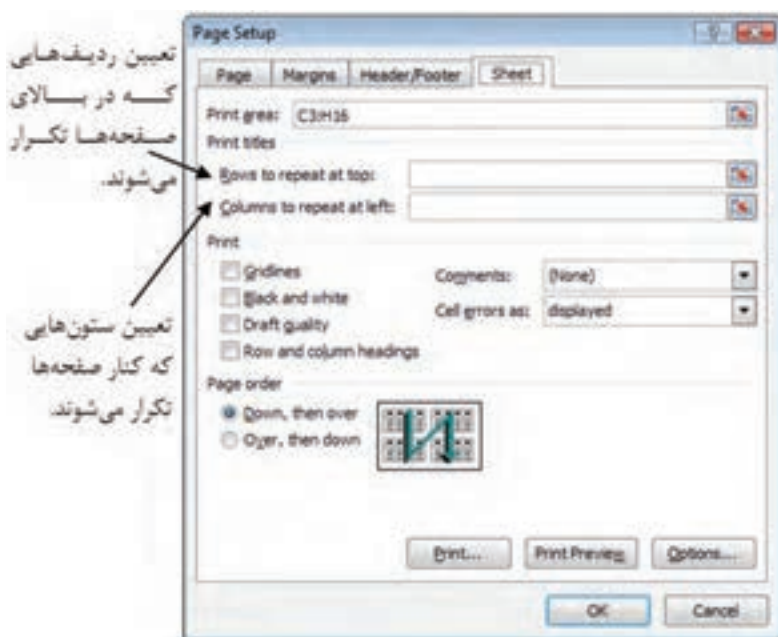 تعیین ردیف‌هایی
که در بالای
صفحه‌ها تکرار
می‌شوند.
تعیین ستون‌هایی
که کنار صفحه‌ها
تکرار می‌شوند.
Page Setup
Page Margins Header/Footer Sheet
Print area: C3:H16
Print titles
Rows to repeat at top:
Columns to repeat at left:
Print
Gridlines Comments: (None)
Black and white Cell errors as: displayed
Draft quality
Row and column headings
Page order
Down, then over
Over, then down
Print... Print Preview Options...
OK Cancel